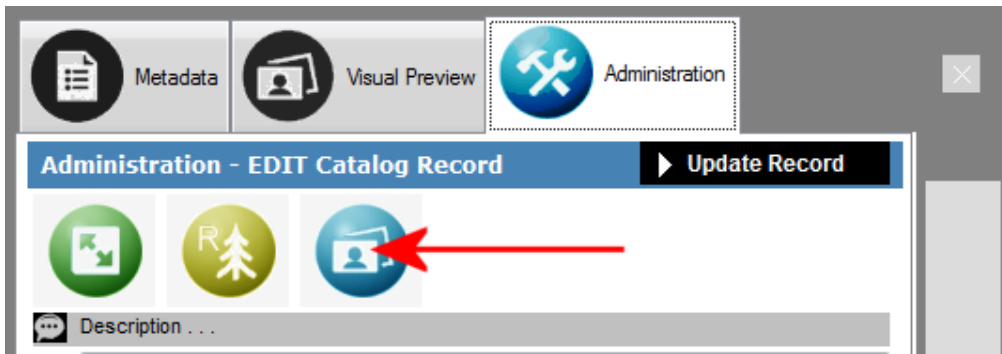 Metadata
Visual Preview
Administration
Administration - EDIT Catalog Record
Update Record
R
Description . . .